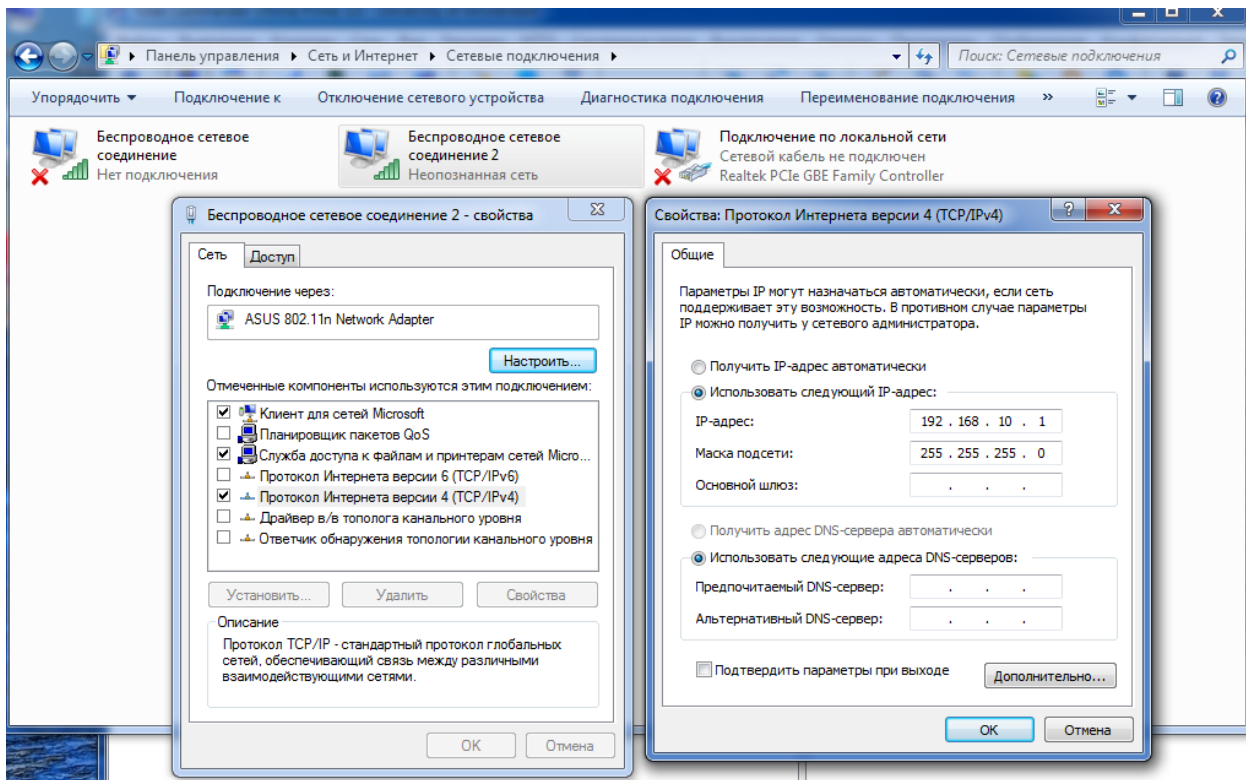 Панель управления ▸ Сеть и Интернет ▸ Сетевые подключения ▸
Поиск: Сетевые подключения
Упорядочить ▼ Подключение к Отключение сетевого устройства Диагностика подключения Переименование подключения »
Беспроводное сетевое
соединение
Нет подключения
Беспроводное сетевое
соединение 2
Неопознанная сеть
Подключение по локальной сети
Сетевой кабель не подключен
Realtek PCIe GBE Family Controller
Беспроводное сетевое соединение 2 - свойства
Сеть Доступ
Подключение через:
ASUS 802.11n Network Adapter
Настроить...
Отмеченные компоненты используются этим подключением:
Клиент для сетей Microsoft
Планировщик пакетов QoS
Служба доступа к файлам и принтерам сетей Micro...
Протокол Интернета версии 6 (TCP/IPv6)
Протокол Интернета версии 4 (TCP/IPv4)
Драйвер в/в тополога канального уровня
Ответчик обнаружения топологии канального уровня
Установить... Удалить Свойства
Описание
Протокол TCP/IP - стандартный протокол глобальных
сетей, обеспечивающий связь между различными
взаимодействующими сетями.
OK Отмена
Свойства: Протокол Интернета версии 4 (TCP/IPv4)
Общие
Параметры IP могут назначаться автоматически, если сеть
поддерживает эту возможность. В противном случае параметры
IP можно получить у сетевого администратора.
Получить IP-адрес автоматически
Использовать следующий IP-адрес:
IP-адрес: 192 . 168 . 10 . 1
Маска подсети: 255 . 255 . 255 . 0
Основной шлюз: . . .
Получить адрес DNS-сервера автоматически
Использовать следующие адреса DNS-серверов:
Предпочитаемый DNS-сервер: . . .
Альтернативный DNS-сервер: . . .
Подтвердить параметры при выходе
Дополнительно...
OK Отмена